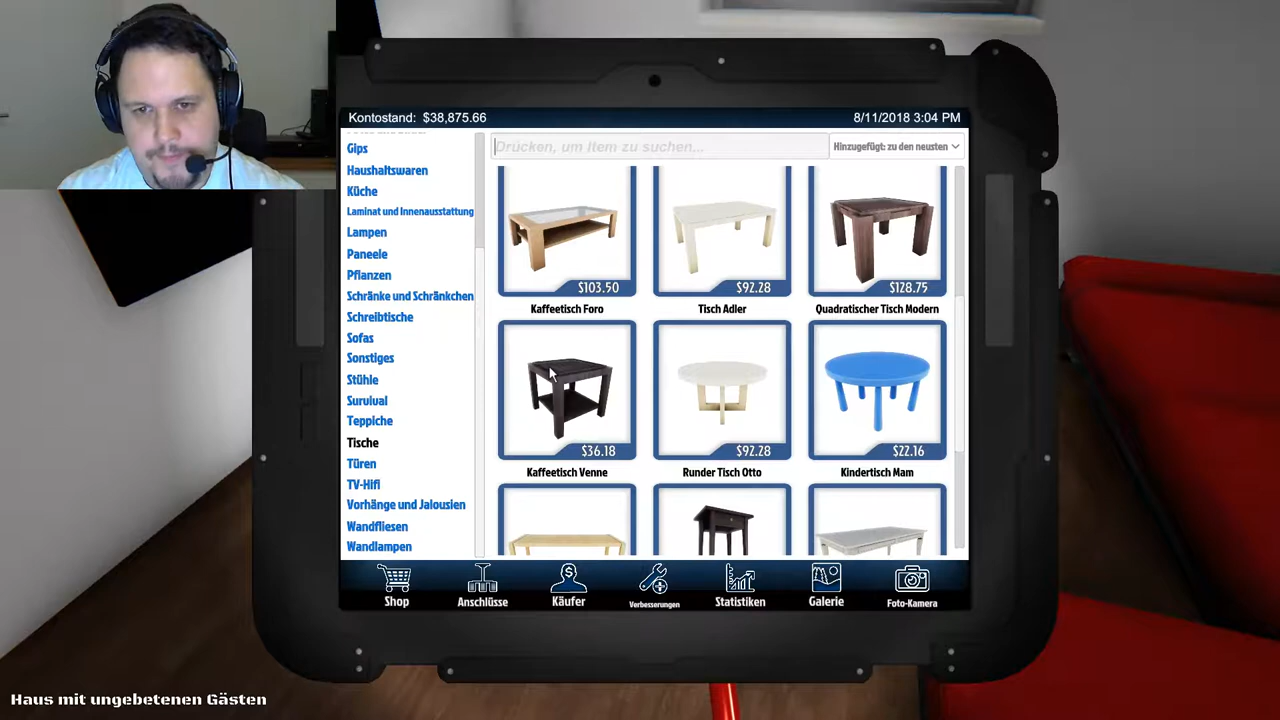 Kontostand: $38,875.66
8/11/2018 3:04 PM
Gips
Haushaltswaren
Küche
Laminat und Innenausstattung
Lampen
Paneele
Pflanzen
Schränke und Schränkchen
Schreibtische
Sofas
Sonstiges
Stühle
Survival
Teppiche
Tische
Türen
TV-Hifi
Vorhänge und Jalousien
Wandfliesen
Wandlampen
Drücken, um Item zu suchen...
Hinzugefügt: zu den neusten
$103.50
$92.28
$128.75
Kaffeetisch Foro
Tisch Adler
Quadratischer Tisch Modern
$36.18
$92.28
$22.16
Kaffeetisch Venne
Runder Tisch Otto
Kindertisch Mam
Shop
Anschlüsse
Käufer
Verbesserungen
Statistiken
Galerie
Foto-Kamera
Haus mit ungebetenen Gästen